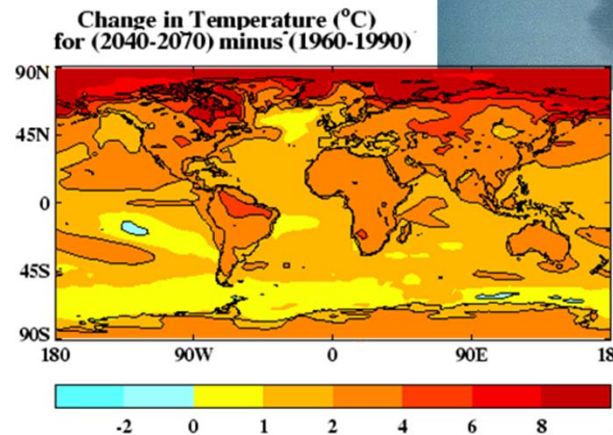 Change in Temperature (°C)
for (2040-2070) minus (1960-1990)
90N
45N
0
45S
90S
180 90W 0 90E 18
-2 0 1 2 4 6 8